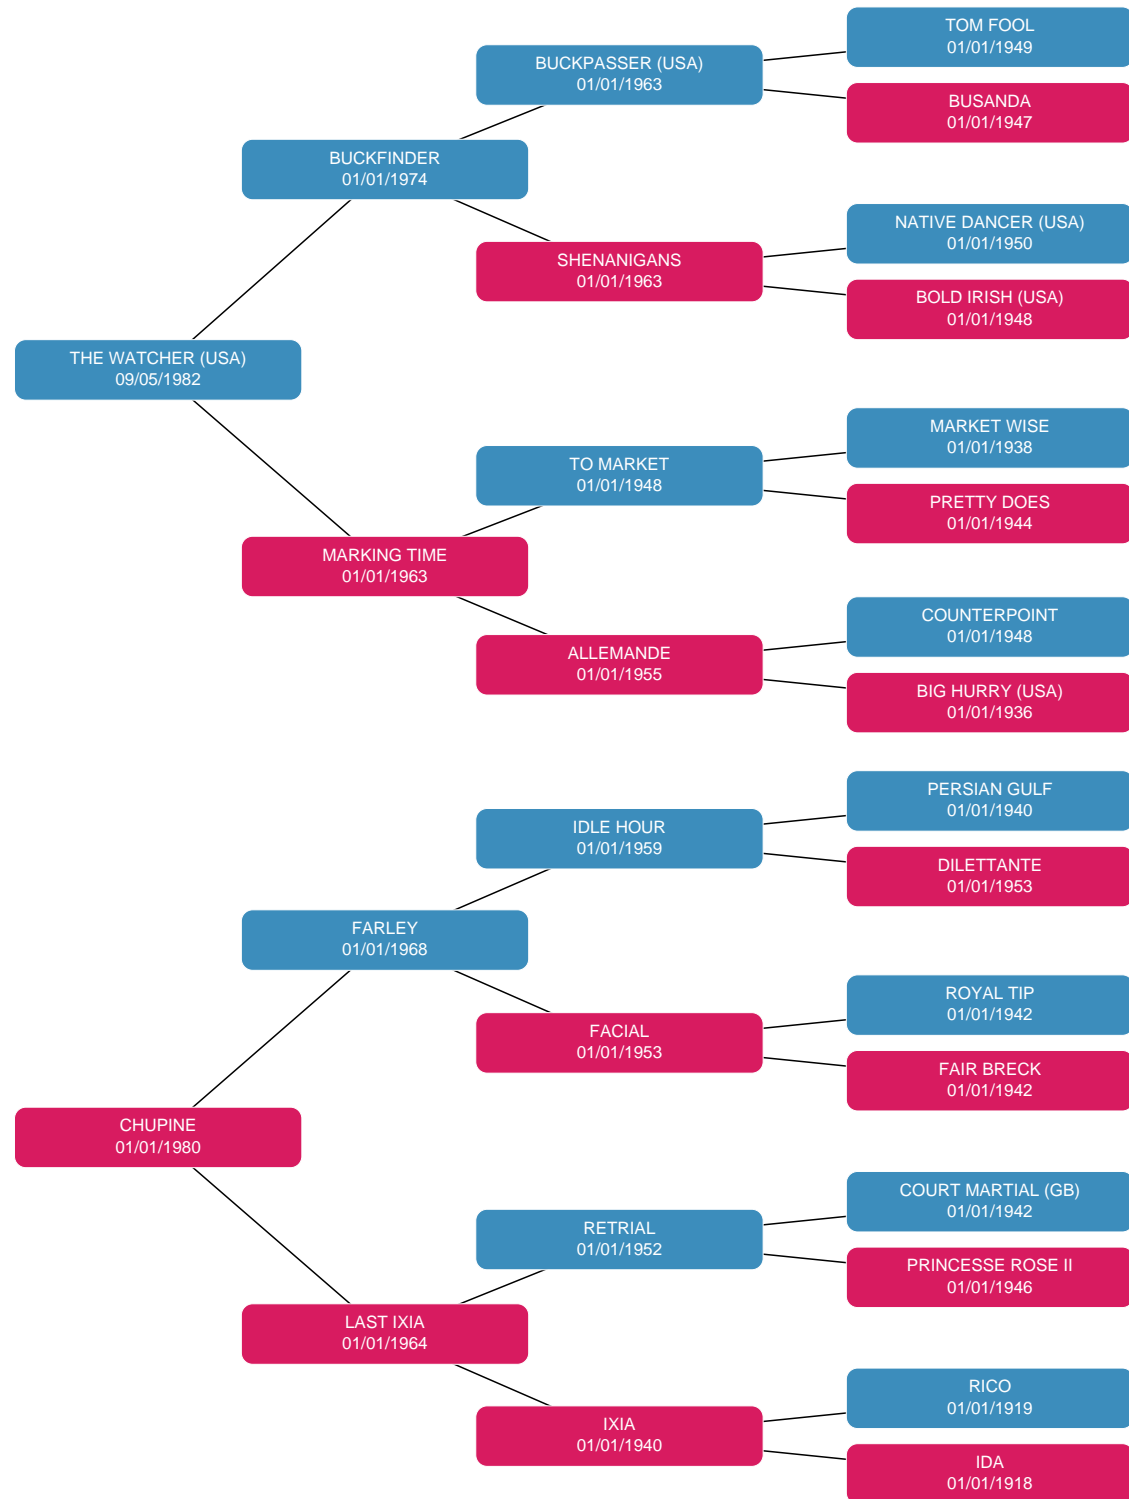 TOM FOOL
01/01/1949
BUCKPASSER (USA)
01/01/1963
BUSANDA
01/01/1947
BUCKFINDER
01/01/1974
NATIVE DANCER (USA)
01/01/1950
SHENANIGANS
01/01/1963
BOLD IRISH (USA)
01/01/1948
THE WATCHER (USA)
09/05/1982
MARKET WISE
01/01/1938
TO MARKET
01/01/1948
PRETTY DOES
01/01/1944
MARKING TIME
01/01/1963
COUNTERPOINT
01/01/1948
ALLEMANDE
01/01/1955
BIG HURRY (USA)
01/01/1936
PERSIAN GULF
01/01/1940
IDLE HOUR
01/01/1959
DILETTANTE
01/01/1953
FARLEY
01/01/1968
ROYAL TIP
01/01/1942
FACIAL
01/01/1953
FAIR BRECK
01/01/1942
CHUPINE
01/01/1980
COURT MARTIAL (GB)
01/01/1942
RETRIAL
01/01/1952
PRINCESSE ROSE II
01/01/1946
LAST IXIA
01/01/1964
RICO
01/01/1919
IXIA
01/01/1940
IDA
01/01/1918